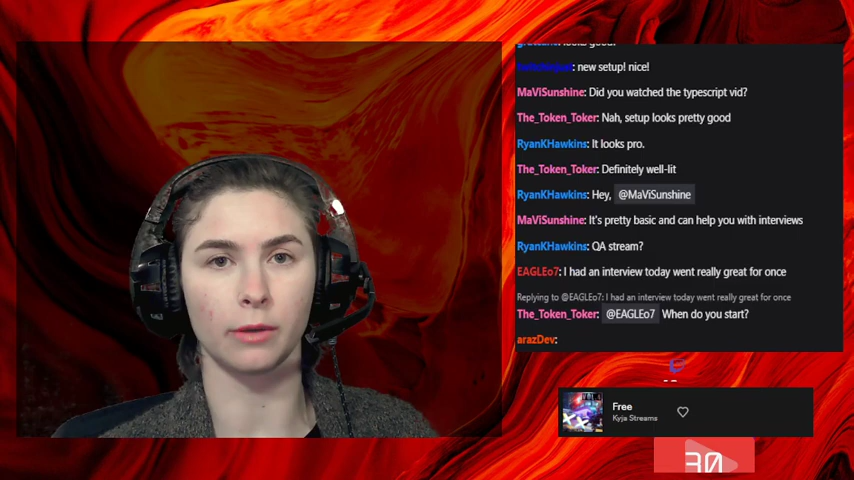 looks good!
: new setup! nice!
MaViSunshine: Did you watched the typescript vid?
The_Token_Toker: Nah, setup looks pretty good
RyanKHawkins: It looks pro.
The_Token_Toker: Definitely well-lit
RyanKHawkins: Hey, @MaViSunshine
MaViSunshine: It's pretty basic and can help you with interviews
RyanKHawkins: QA stream?
EAGLEo7: I had an interview today went really great for once
Replying to @EAGLEo7: I had an interview today went really great for once
The_Token_Toker: @EAGLEo7 When do you start?
arazDev:
Free
Kyja Streams
30